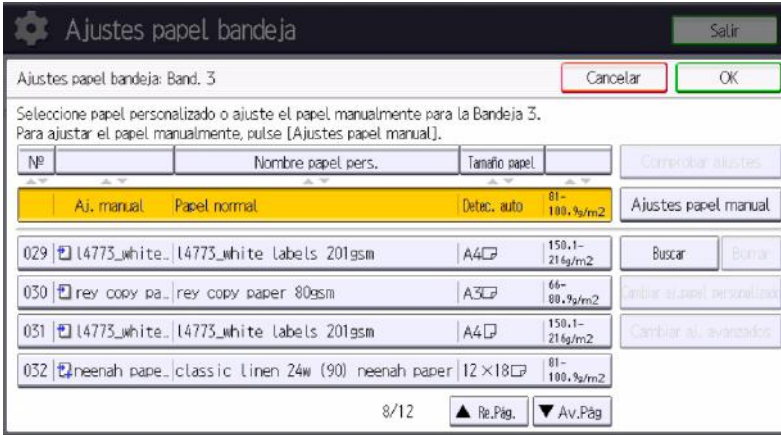 Ajustes papel bandeja
Salir
Ajustes papel bandeja: Band. 3
Cancelar
OK
Seleccione papel personalizado o ajuste el papel manualmente para la Bandeja 3.
Para ajustar el papel manualmente, pulse [Ajustes papel manual].
Nº Nombre papel pers. Tamaño papel
Comprobar ajustes
Aj. manual Papel normal Detec. auto 81-100.9g/m2
Ajustes papel manual
029 l4773_white… l4773_white labels 201gsm A4 150.1-216g/m2
Buscar
Borrar
030 rey copy pa… rey copy paper 80gsm A3 66-80.9g/m2
Cambiar aj.papel personalizado
031 l4773_white… l4773_white labels 201gsm A4 150.1-216g/m2
Cambiar aj. avanzados
032 neenah pape… classic linen 24w (90) neenah paper 12×18 81-100.9g/m2
8/12
▲ Re.Pág.
▼ Av.Pág